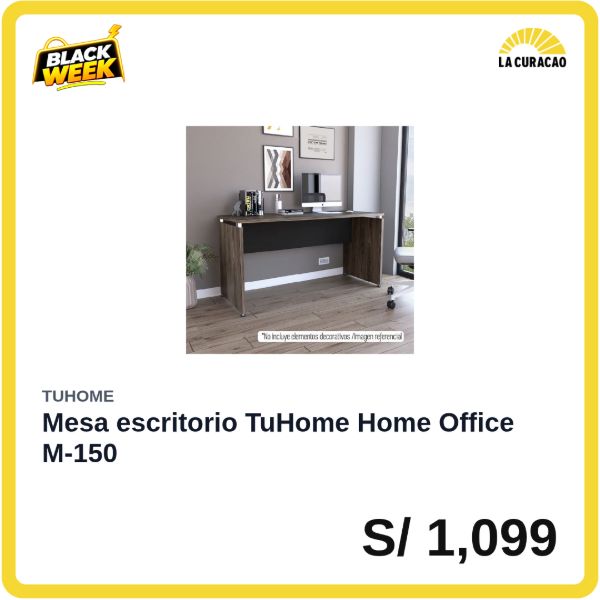 BLACK
WEEK
LA CURACAO
*No incluye elementos decorativos /Imagen referencial
TUHOME
Mesa escritorio TuHome Home Office
M-150
S/ 1,099